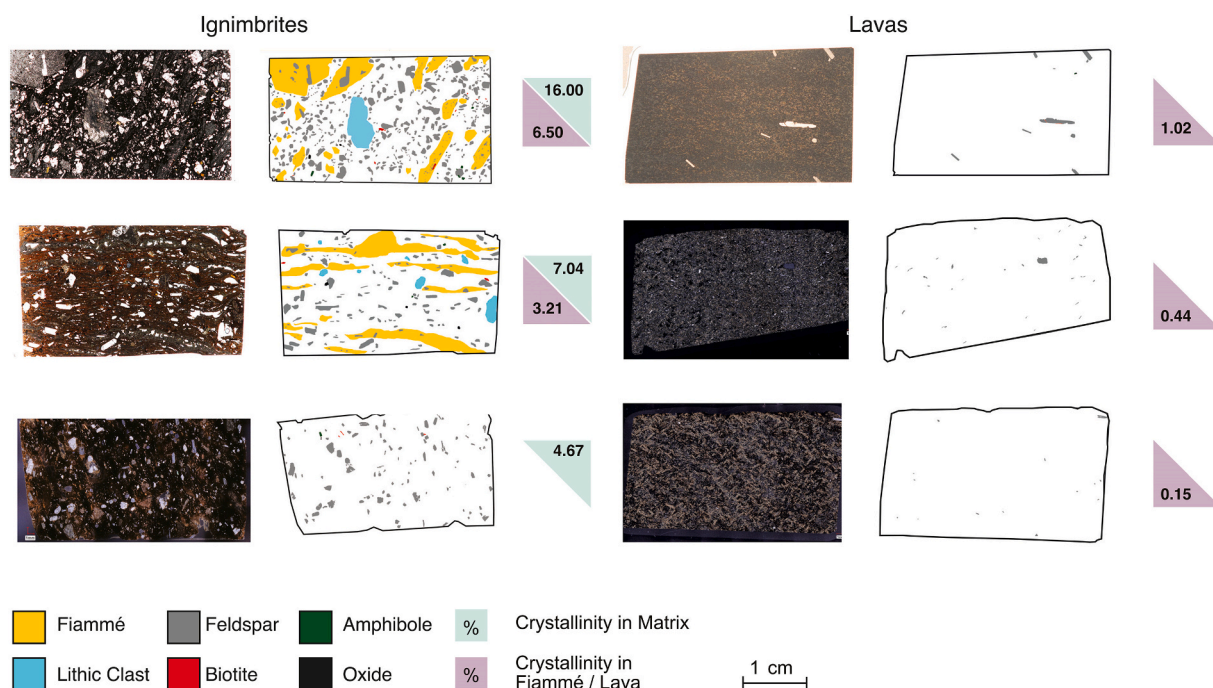 Ignimbrites
Lavas
16.00
6.50
1.02
7.04
3.21
0.44
4.67
0.15
Fiammé
Feldspar
Amphibole
%
Crystallinity in Matrix
Lithic Clast
Biotite
Oxide
%
Crystallinity in
Fiammé / Lava
1 cm